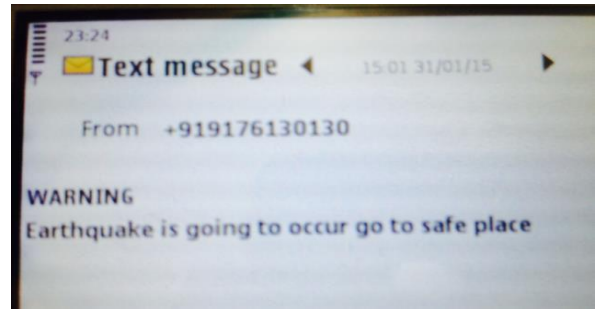 23:24
Text message 15:01 31/01/15
From +919176130130
WARNING
Earthquake is going to occur go to safe place